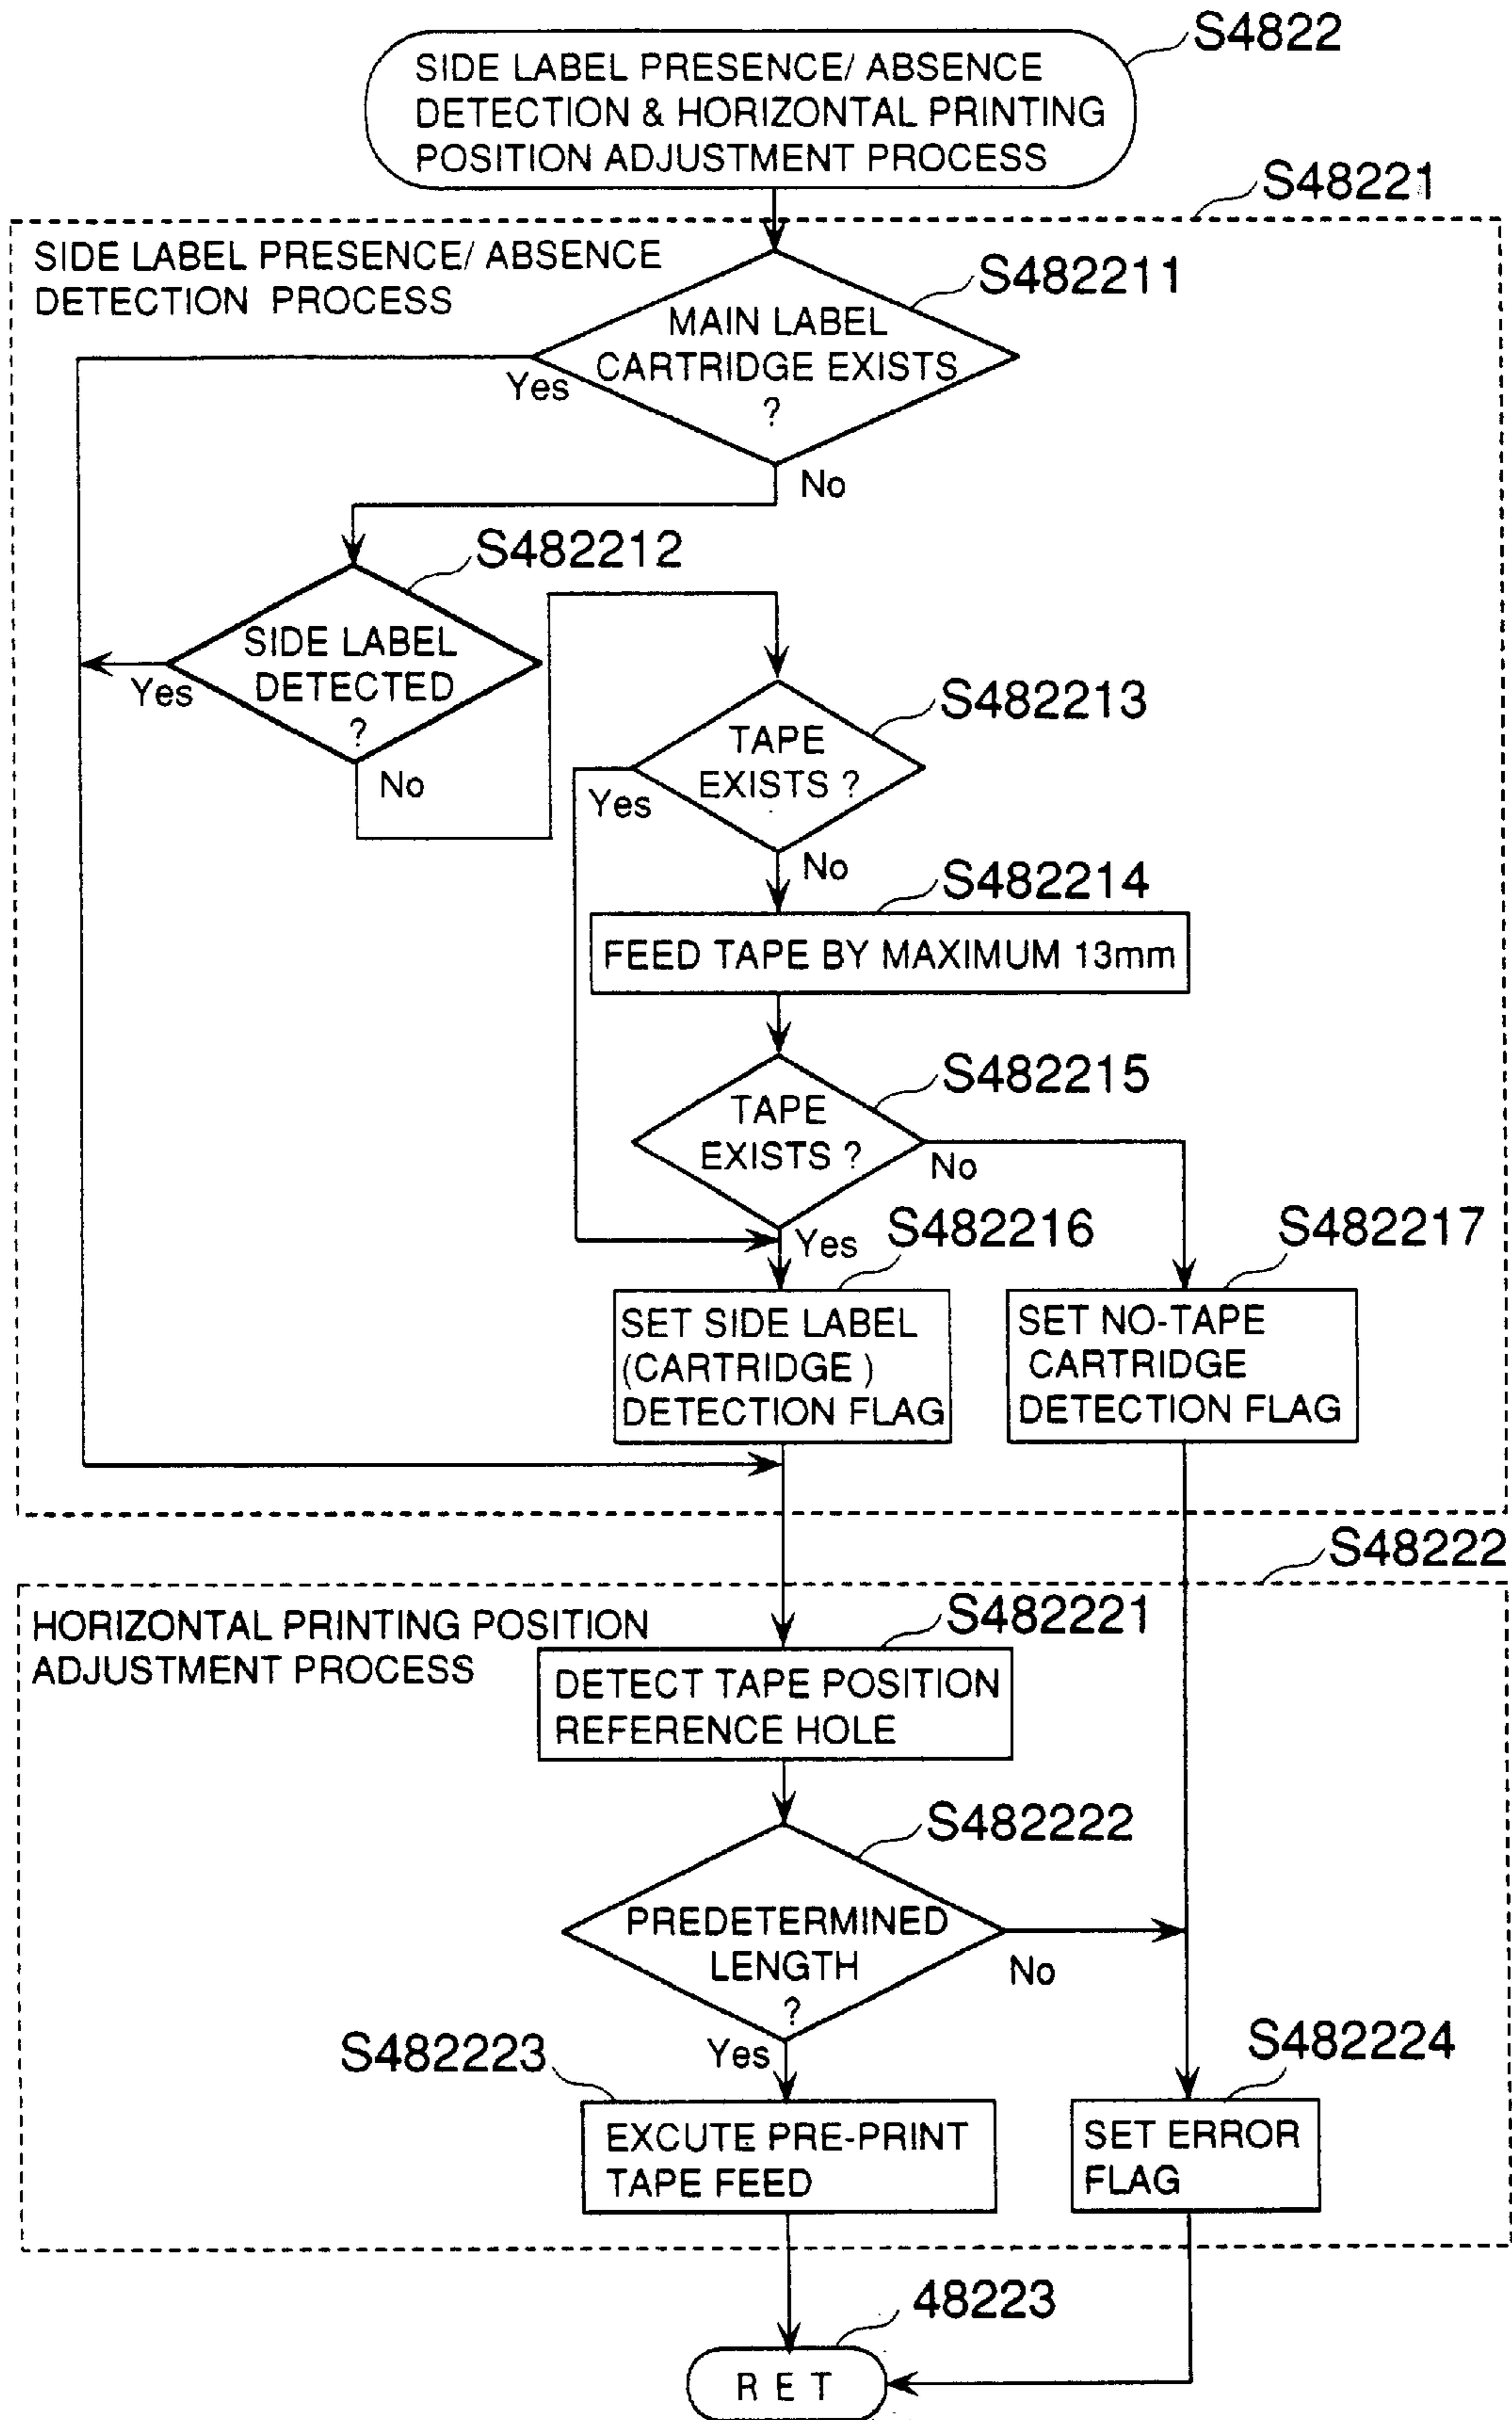 S4822
SIDE LABEL PRESENCE/ ABSENCE
DETECTION & HORIZONTAL PRINTING
POSITION ADJUSTMENT PROCESS
S48221
SIDE LABEL PRESENCE/ ABSENCE
DETECTION PROCESS
S482211
MAIN LABEL
CARTRIDGE EXISTS
?
Yes
No
S482212
SIDE LABEL
DETECTED
?
Yes
No
S482213
TAPE
EXISTS ?
Yes
No
S482214
FEED TAPE BY MAXIMUM 13mm
S482215
TAPE
EXISTS ?
No
Yes
S482216
S482217
SET SIDE LABEL
(CARTRIDGE )
DETECTION FLAG
SET NO-TAPE
CARTRIDGE
DETECTION FLAG
S48222
HORIZONTAL PRINTING POSITION
ADJUSTMENT PROCESS
S482221
DETECT TAPE POSITION
REFERENCE HOLE
S482222
PREDETERMINED
LENGTH
?
No
Yes
S482223
S482224
EXCUTE PRE-PRINT
TAPE FEED
SET ERROR
FLAG
48223
R E T